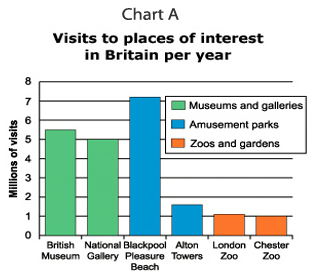 Chart A
Visits to places of interest
in Britain per year
Millions of visits
8
7
6
5
4
3
2
1
0
Museums and galleries
Amusement parks
Zoos and gardens
British
Museum
National
Gallery
Blackpool
Pleasure
Beach
Alton
Towers
London
Zoo
Chester
Zoo